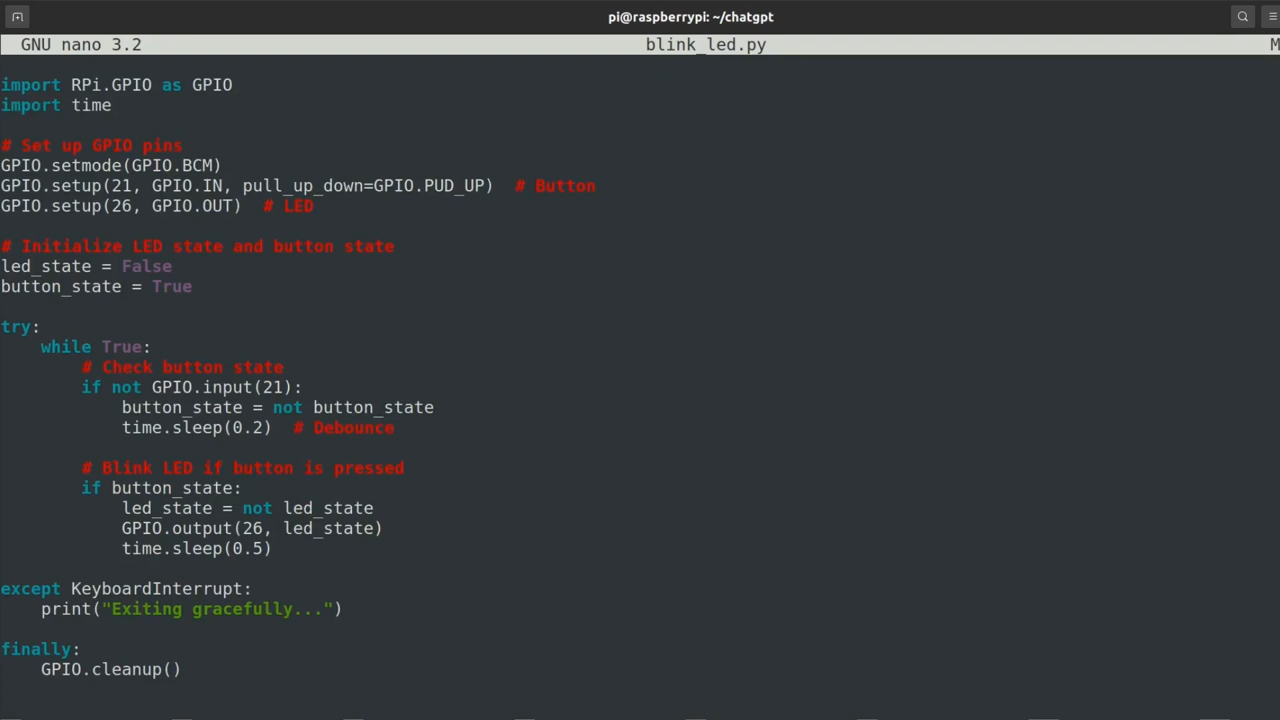 pi@raspberrypi: ~/chatgpt
GNU nano 3.2 blink_led.py M
import RPi.GPIO as GPIO
import time
# Set up GPIO pins
GPIO.setmode(GPIO.BCM)
GPIO.setup(21, GPIO.IN, pull_up_down=GPIO.PUD_UP)  # Button
GPIO.setup(26, GPIO.OUT)  # LED
# Initialize LED state and button state
led_state = False
button_state = True
try:
    while True:
        # Check button state
        if not GPIO.input(21):
            button_state = not button_state
            time.sleep(0.2)  # Debounce
        # Blink LED if button is pressed
        if button_state:
            led_state = not led_state
            GPIO.output(26, led_state)
            time.sleep(0.5)
except KeyboardInterrupt:
    print("Exiting gracefully...")
finally:
    GPIO.cleanup()